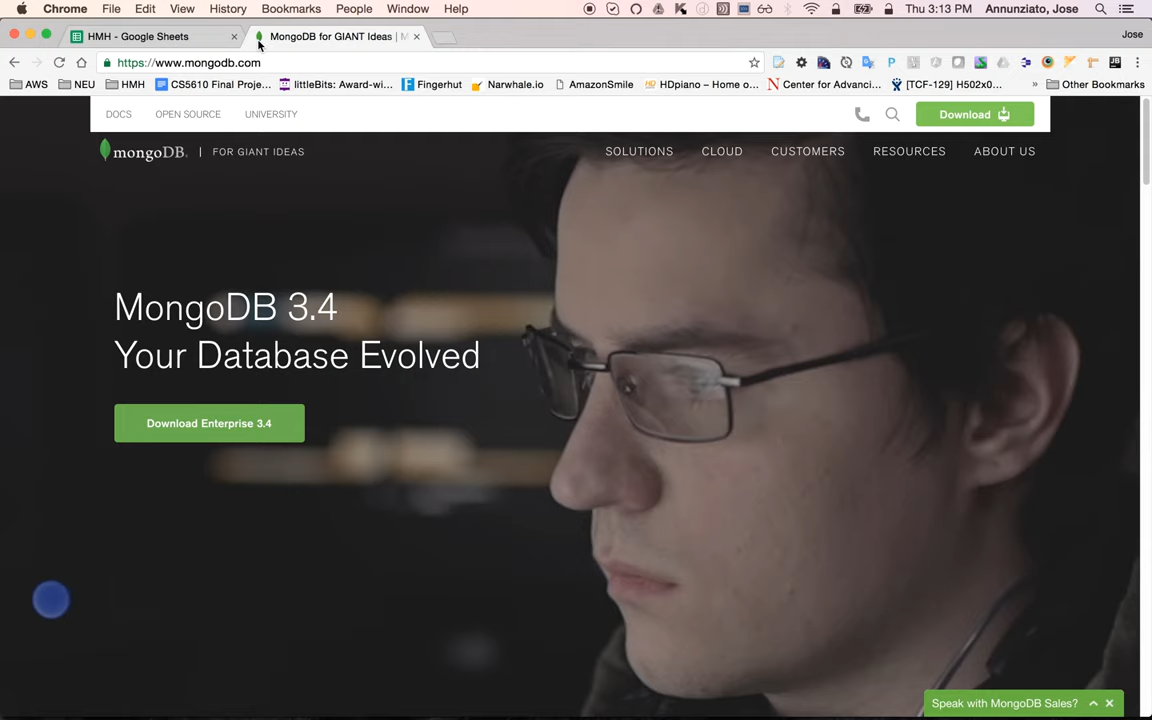 Chrome File Edit View History Bookmarks People Window Help Thu 3:13 PM Annunziato, Jose
HMH - Google Sheets MongoDB for GIANT Ideas | M Jose
https://www.mongodb.com
AWS NEU HMH CS5610 Final Proje... littleBits: Award-wi... Fingerhut Narwhale.io AmazonSmile HDpiano – Home o... Center for Advanci... [TCF-129] H502x0... » Other Bookmarks
DOCS OPEN SOURCE UNIVERSITY Download
mongoDB. | FOR GIANT IDEAS SOLUTIONS CLOUD CUSTOMERS RESOURCES ABOUT US
MongoDB 3.4
Your Database Evolved
Download Enterprise 3.4
Speak with MongoDB Sales?